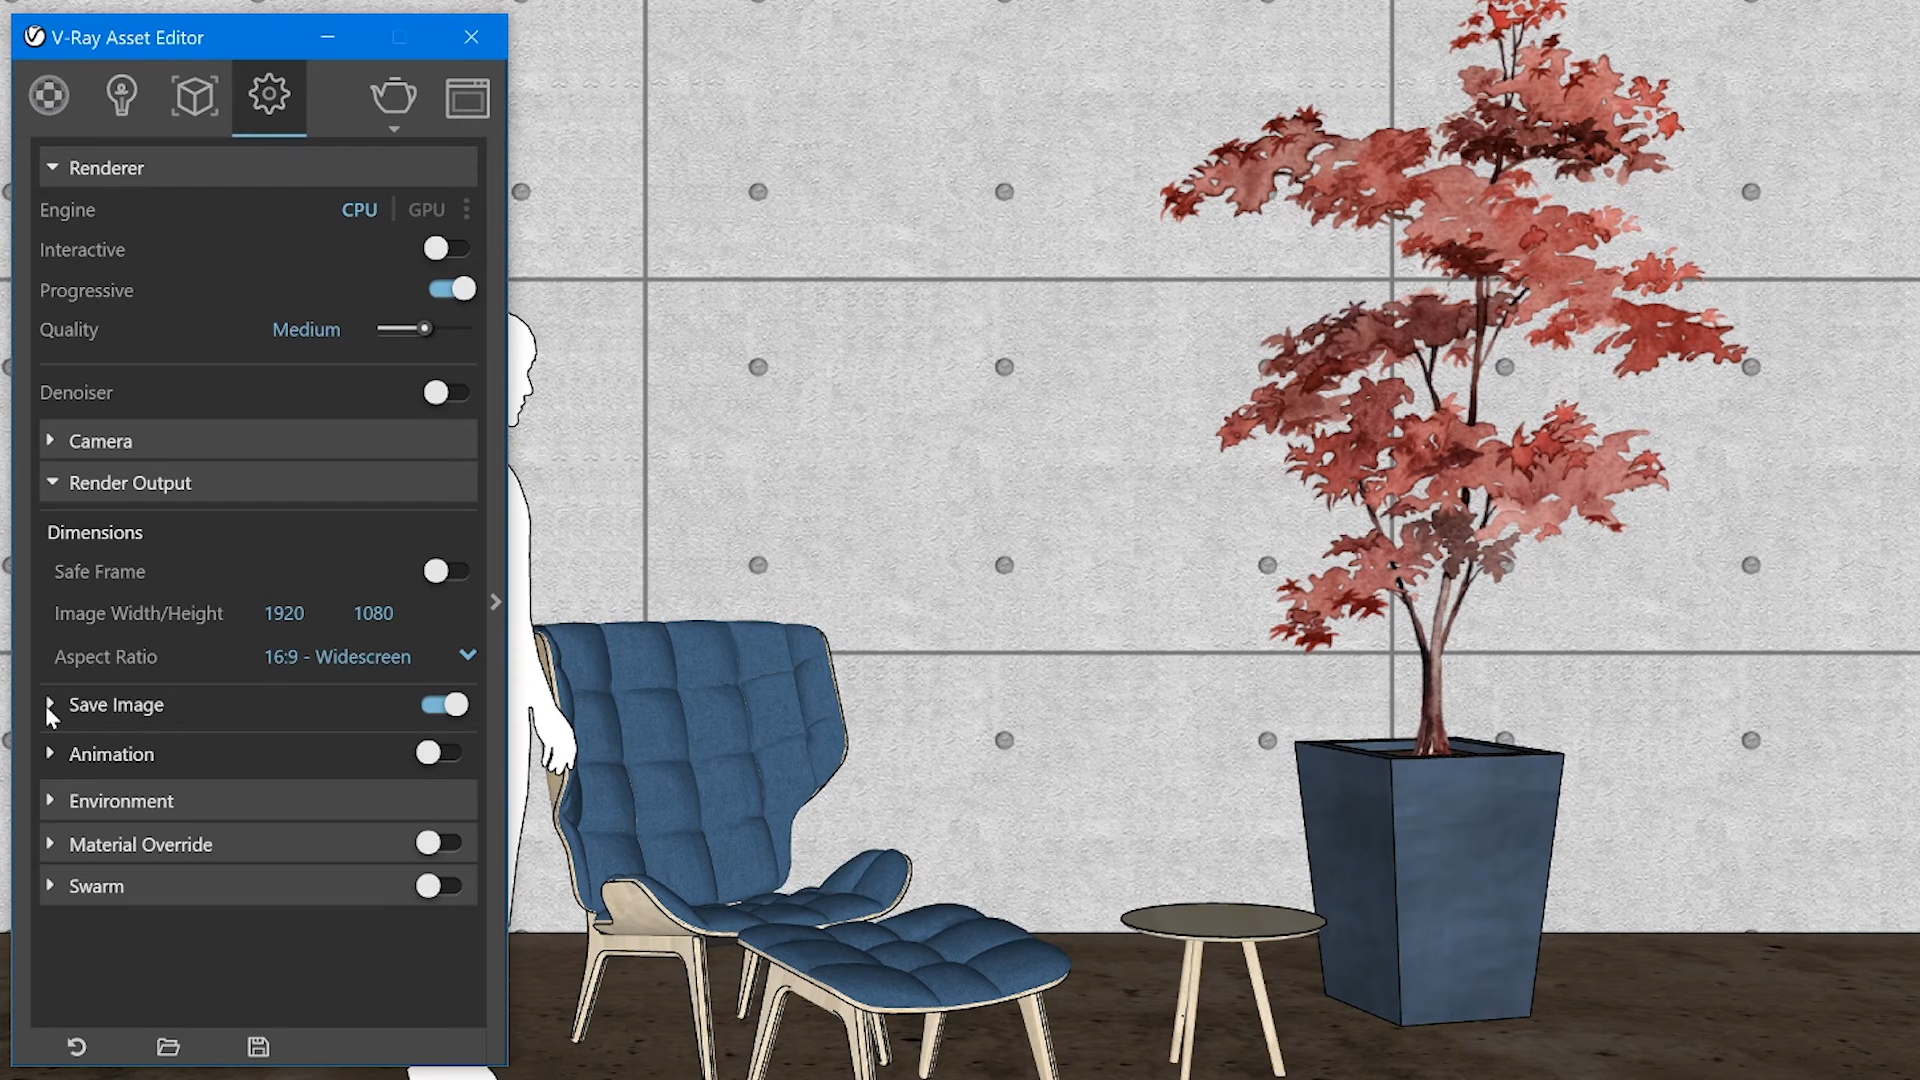 V-Ray Asset Editor
Renderer
Engine CPU GPU
Interactive
Progressive
Quality Medium
Denoiser
Camera
Render Output
Dimensions
Safe Frame
Image Width/Height 1920 1080
Aspect Ratio 16:9 - Widescreen
Save Image
Animation
Environment
Material Override
Swarm